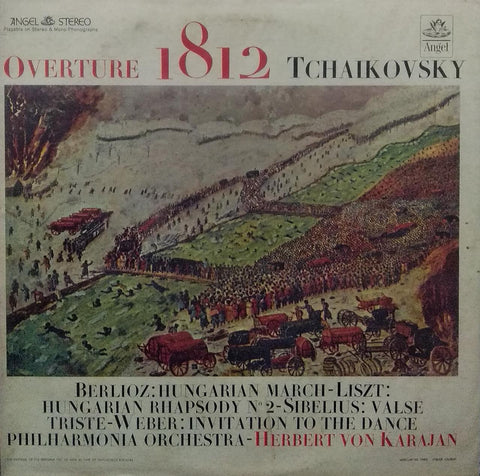 ANGEL STEREO
Playable on Stereo & Mono Phonographs
Angel
OVERTURE 1812 TCHAIKOVSKY
BERLIOZ: HUNGARIAN MARCH-LISZT:
HUNGARIAN RHAPSODY Nº 2-SIBELIUS: VALSE
TRISTE-WEBER: INVITATION TO THE DANCE
PHILHARMONIA ORCHESTRA-HERBERT VON KARAJAN